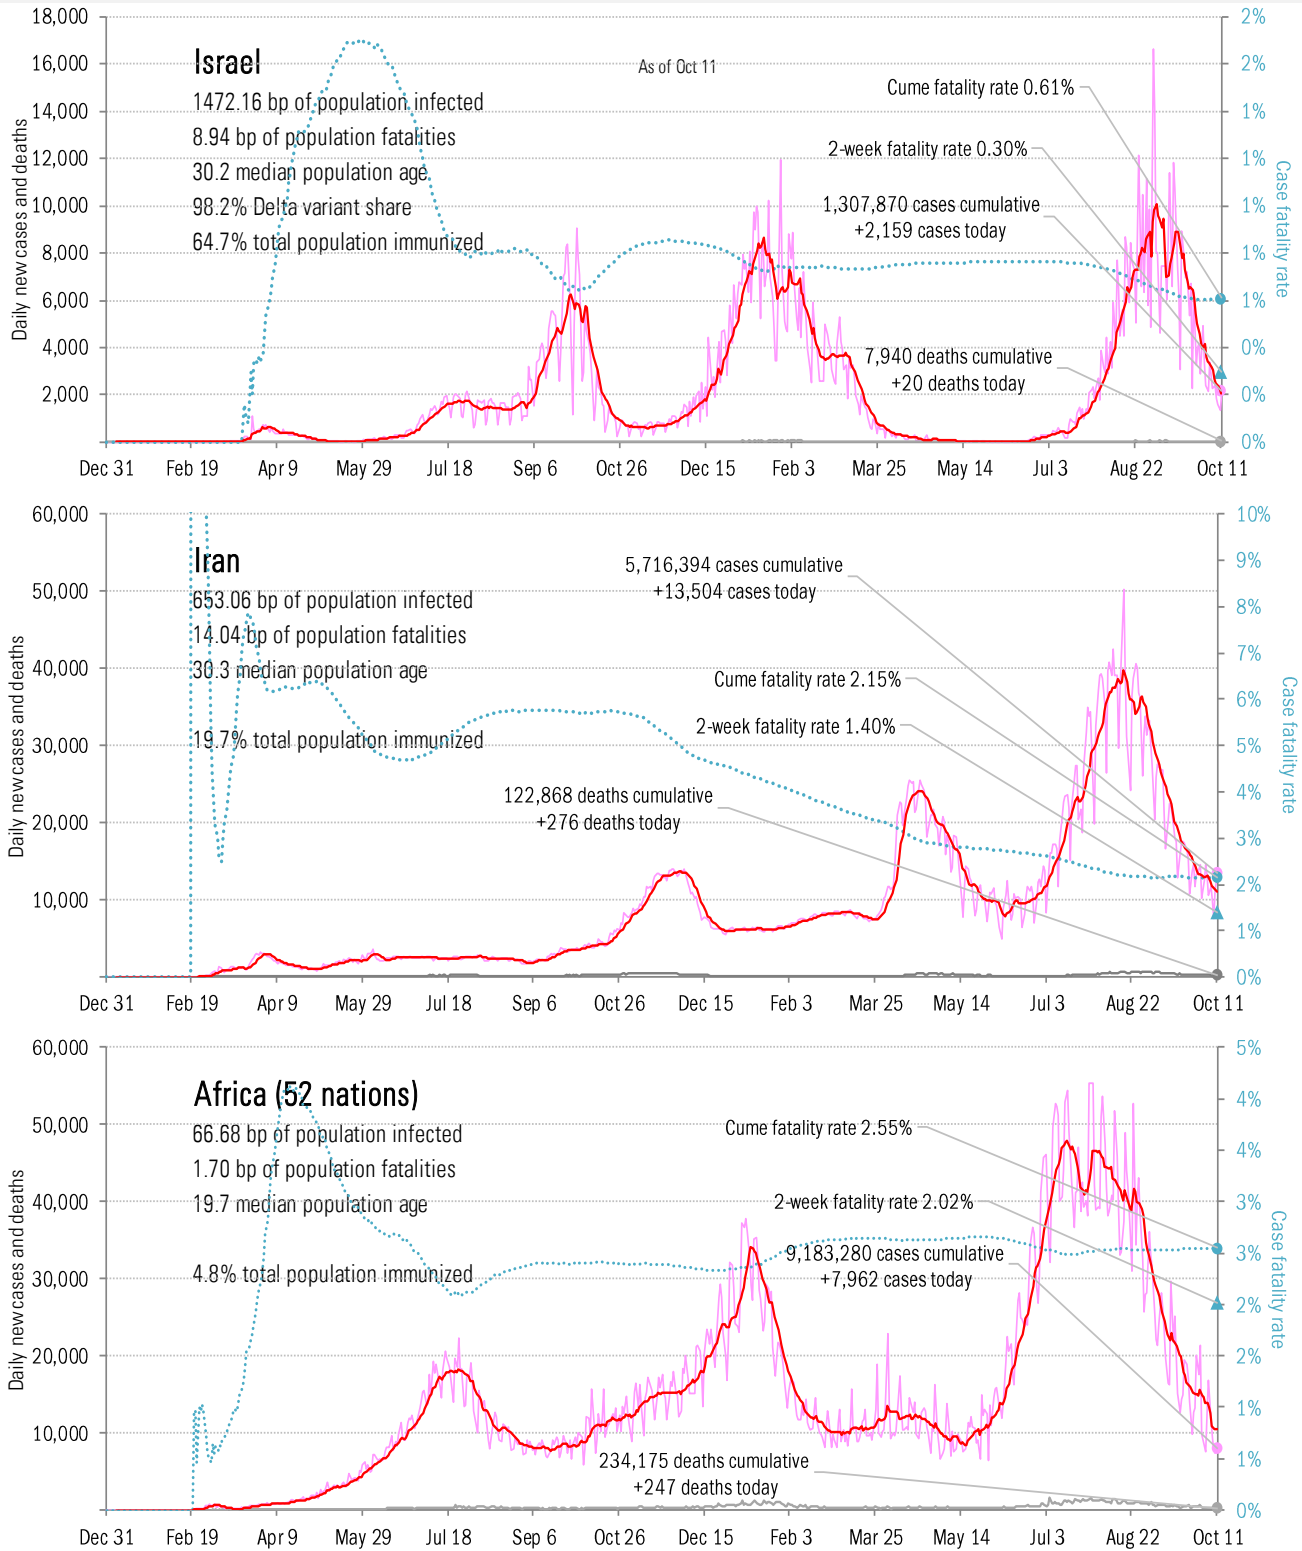 18,000
16,000
14,000
12,000
10,000
8,000
6,000
4,000
2,000
Daily new cases and deaths
Israel
1472.16 bp of population infected
8.94 bp of population fatalities
30.2 median population age
98.2% Delta variant share
64.7% total population immunized
As of Oct 11
Cume fatality rate 0.61%
2-week fatality rate 0.30%
1,307,870 cases cumulative
+2,159 cases today
7,940 deaths cumulative
+20 deaths today
2%
2%
1%
1%
1%
1%
1%
0%
0%
0%
Case fatality rate
Dec 31 Feb 19 Apr 9 May 29 Jul 18 Sep 6 Oct 26 Dec 15 Feb 3 Mar 25 May 14 Jul 3 Aug 22 Oct 11
60,000
50,000
40,000
30,000
20,000
10,000
Daily new cases and deaths
Iran
653.06 bp of population infected
14.04 bp of population fatalities
30.3 median population age
19.7% total population immunized
5,716,394 cases cumulative
+13,504 cases today
Cume fatality rate 2.15%
2-week fatality rate 1.40%
122,868 deaths cumulative
+276 deaths today
10%
9%
8%
7%
6%
5%
4%
3%
2%
1%
0%
Case fatality rate
Dec 31 Feb 19 Apr 9 May 29 Jul 18 Sep 6 Oct 26 Dec 15 Feb 3 Mar 25 May 14 Jul 3 Aug 22 Oct 11
60,000
50,000
40,000
30,000
20,000
10,000
Daily new cases and deaths
Africa (52 nations)
66.68 bp of population infected
1.70 bp of population fatalities
19.7 median population age
4.8% total population immunized
Cume fatality rate 2.55%
2-week fatality rate 2.02%
9,183,280 cases cumulative
+7,962 cases today
234,175 deaths cumulative
+247 deaths today
5%
4%
4%
3%
3%
2%
2%
1%
1%
0%
Case fatality rate
Dec 31 Feb 19 Apr 9 May 29 Jul 18 Sep 6 Oct 26 Dec 15 Feb 3 Mar 25 May 14 Jul 3 Aug 22 Oct 11